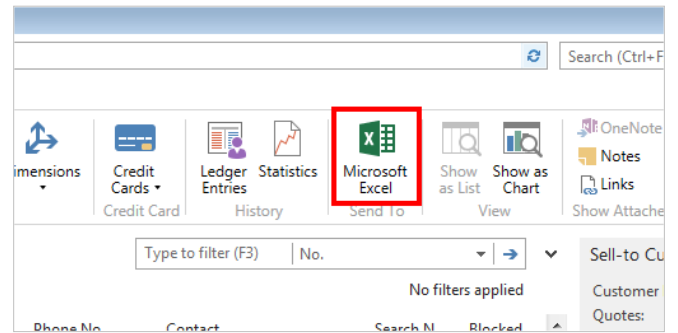 Search (Ctrl+F
imensions
Credit
Cards
Ledger
Entries
Statistics
Microsoft
Excel
Show
as List
Show as
Chart
OneNote
Notes
Links
Credit Card
History
Send To
View
Show Attache
Type to filter (F3)
No.
Sell-to Cu
No filters applied
Customer
Quotes:
Phone No.
Contact
Search N
Blocked